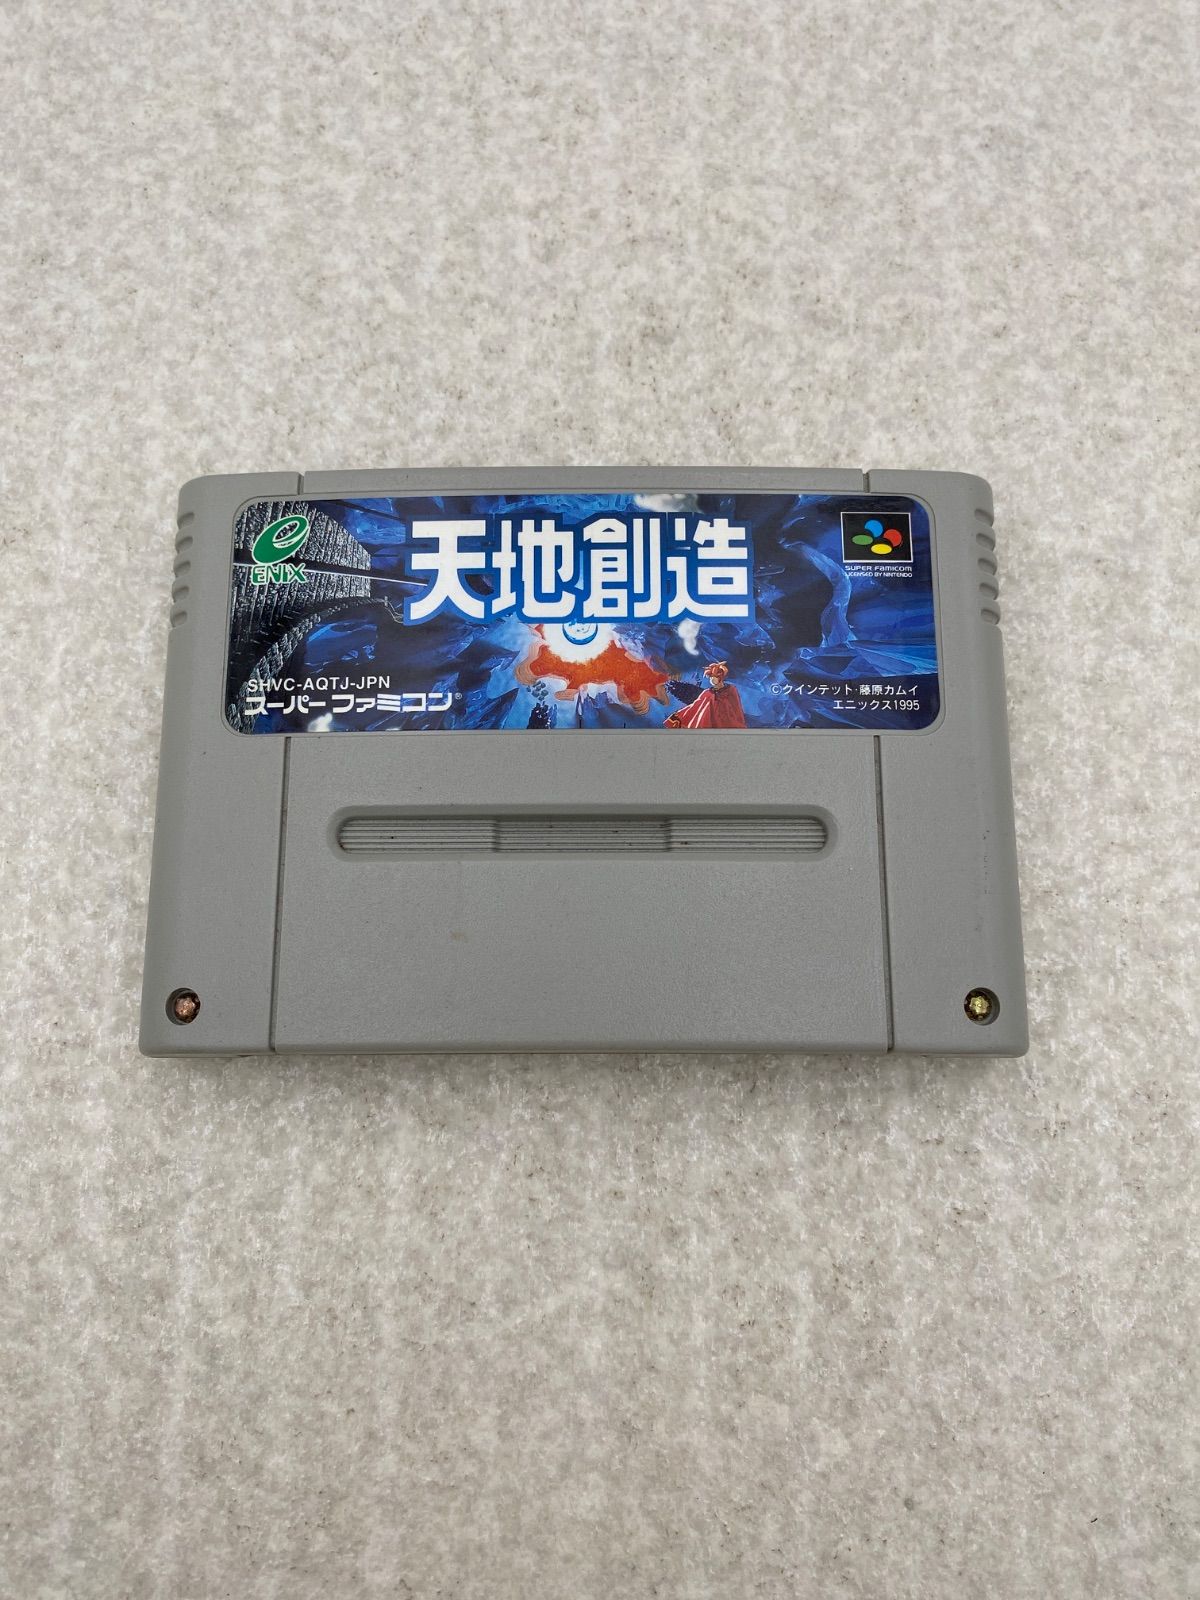 ENIX
天地創造
SUPER FAMICOM
LICENSED BY NINTENDO
SHVC-AQTJ-JPN
スーパーファミコン®
©クインテット・藤原カムイ
エニックス1995